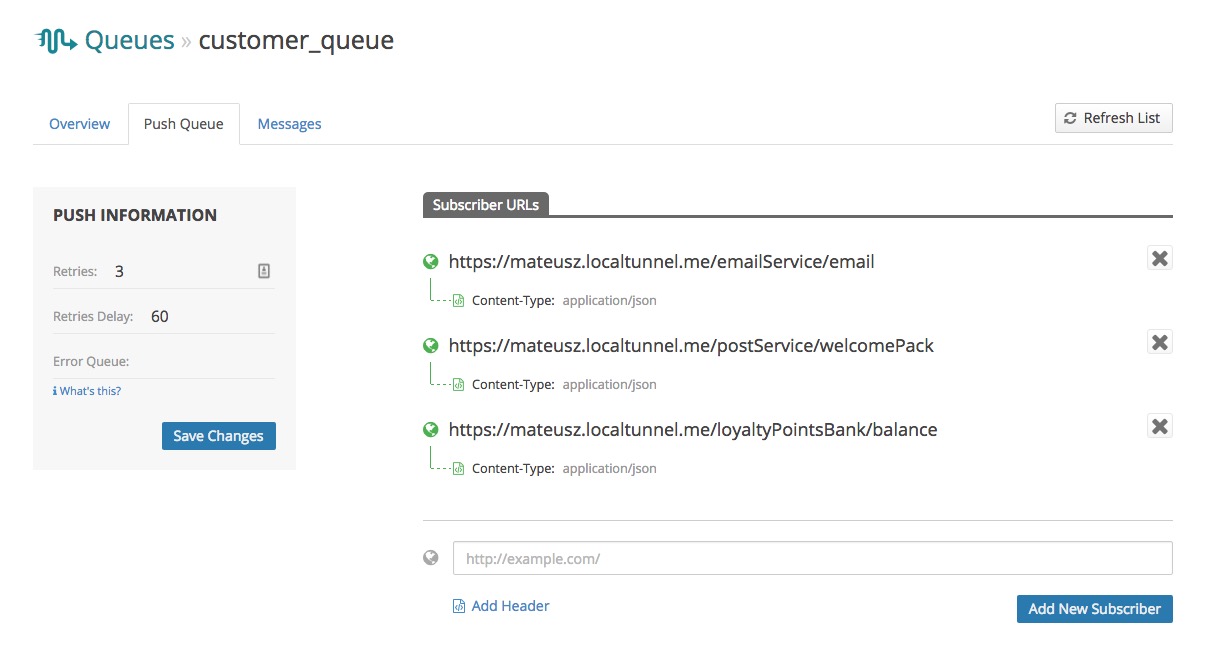 Queues » customer_queue
Overview
Push Queue
Messages
Refresh List
PUSH INFORMATION
Retries: 3
Retries Delay: 60
Error Queue:
What's this?
Save Changes
Subscriber URLs
https://mateusz.localtunnel.me/emailService/email
Content-Type: application/json
https://mateusz.localtunnel.me/postService/welcomePack
Content-Type: application/json
https://mateusz.localtunnel.me/loyaltyPointsBank/balance
Content-Type: application/json
http://example.com/
Add Header
Add New Subscriber